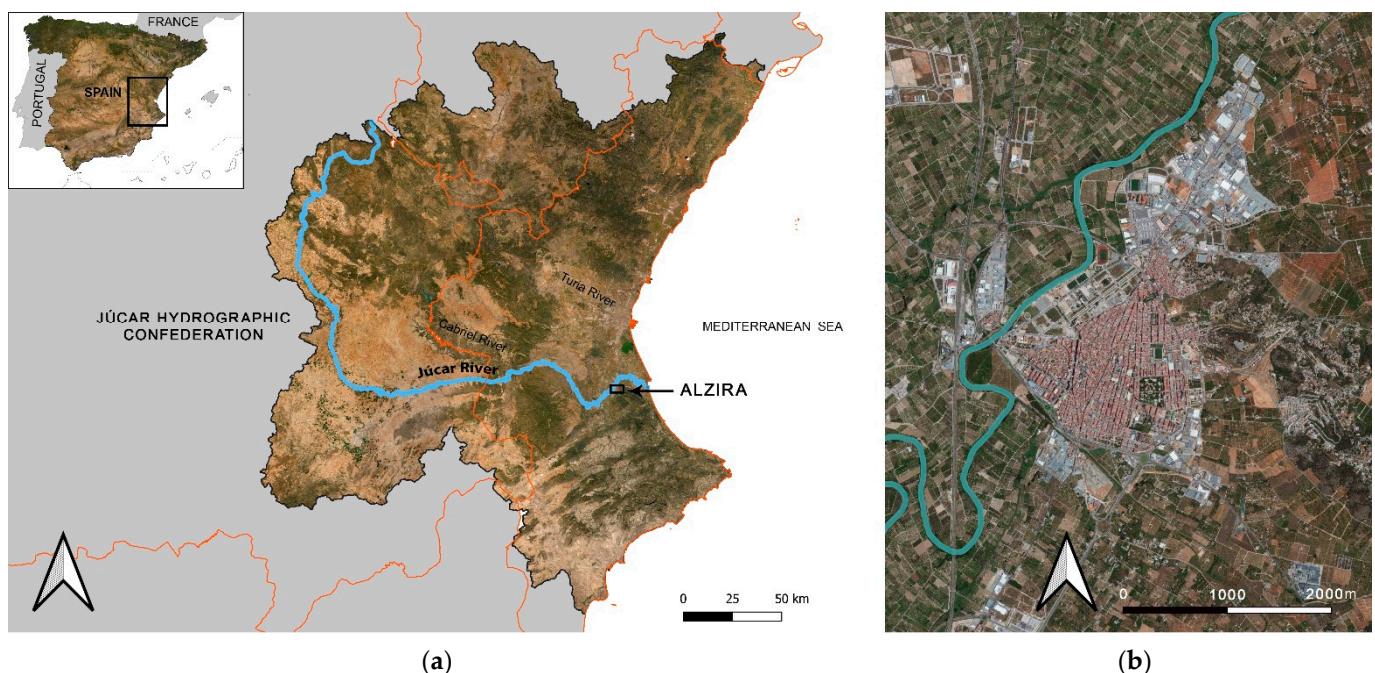 FRANCE
PORTUGAL
SPAIN
JÚCAR HYDROGRAPHIC
CONFEDERATION
Turia River
MEDITERRANEAN SEA
Cabriel River
Júcar River
ALZIRA
0 25 50 km
0 1000 2000m
(a)
(b)